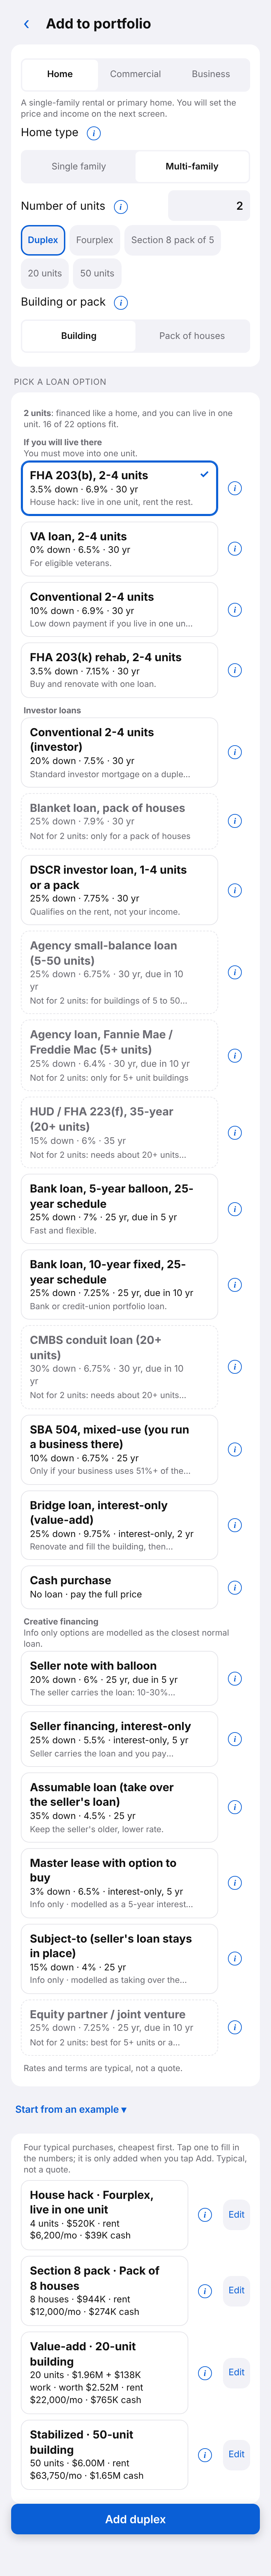 Add to portfolio
Home
Commercial
Business
A single-family rental or primary home. You will set the
price and income on the next screen.
Home type
Single family
Multi-family
Number of units
2
Duplex
Fourplex
Section 8 pack of 5
20 units
50 units
Building or pack
Building
Pack of houses
PICK A LOAN OPTION
2 units: financed like a home, and you can live in one
unit. 16 of 22 options fit.
If you will live there
You must move into one unit.
FHA 203(b), 2-4 units
3.5% down · 6.9% · 30 yr
House hack: live in one unit, rent the rest.
VA loan, 2-4 units
0% down · 6.5% · 30 yr
For eligible veterans.
Conventional 2-4 units
10% down · 6.9% · 30 yr
Low down payment if you live in one un...
FHA 203(k) rehab, 2-4 units
3.5% down · 7.15% · 30 yr
Buy and renovate with one loan.
Investor loans
Conventional 2-4 units
(investor)
20% down · 7.5% · 30 yr
Standard investor mortgage on a duple...
Blanket loan, pack of houses
25% down · 7.9% · 30 yr
Not for 2 units: only for a pack of houses
DSCR investor loan, 1-4 units
or a pack
25% down · 7.75% · 30 yr
Qualifies on the rent, not your income.
Agency small-balance loan
(5-50 units)
25% down · 6.75% · 30 yr, due in 10
yr
Not for 2 units: for buildings of 5 to 50...
Agency loan, Fannie Mae /
Freddie Mac (5+ units)
25% down · 6.4% · 30 yr, due in 10 yr
Not for 2 units: only for 5+ unit buildings
HUD / FHA 223(f), 35-year
(20+ units)
15% down · 6% · 35 yr
Not for 2 units: needs about 20+ units...
Bank loan, 5-year balloon, 25-
year schedule
25% down · 7% · 25 yr, due in 5 yr
Fast and flexible.
Bank loan, 10-year fixed, 25-
year schedule
25% down · 7.25% · 25 yr, due in 10 yr
Bank or credit-union portfolio loan.
CMBS conduit loan (20+
units)
30% down · 6.75% · 30 yr, due in 10
yr
Not for 2 units: needs about 20+ units...
SBA 504, mixed-use (you run
a business there)
10% down · 6.75% · 25 yr
Only if your business uses 51%+ of the...
Bridge loan, interest-only
(value-add)
25% down · 9.75% · interest-only, 2 yr
Renovate and fill the building, then...
Cash purchase
No loan · pay the full price
Creative financing
Info only options are modelled as the closest normal
loan.
Seller note with balloon
20% down · 6% · 25 yr, due in 5 yr
The seller carries the loan: 10-30%...
Seller financing, interest-only
25% down · 5.5% · interest-only, 5 yr
Seller carries the loan and you pay...
Assumable loan (take over
the seller's loan)
35% down · 4.5% · 25 yr
Keep the seller's older, lower rate.
Master lease with option to
buy
3% down · 6.5% · interest-only, 5 yr
Info only · modelled as a 5-year interest...
Subject-to (seller's loan stays
in place)
15% down · 4% · 25 yr
Info only · modelled as taking over the...
Equity partner / joint venture
25% down · 7.25% · 25 yr, due in 10 yr
Not for 2 units: best for 5+ units or a...
Rates and terms are typical, not a quote.
Start from an example ▾
Four typical purchases, cheapest first. Tap one to fill in
the numbers; it is only added when you tap Add. Typical,
not a quote.
House hack · Fourplex,
live in one unit
4 units · $520K · rent
$6,200/mo · $39K cash
Edit
Section 8 pack · Pack of
8 houses
8 houses · $944K · rent
$12,000/mo · $274K cash
Edit
Value-add · 20-unit
building
20 units · $1.96M + $138K
work · worth $2.52M · rent
$22,000/mo · $765K cash
Edit
Stabilized · 50-unit
building
50 units · $6.00M · rent
$63,750/mo · $1.65M cash
Edit
Add duplex